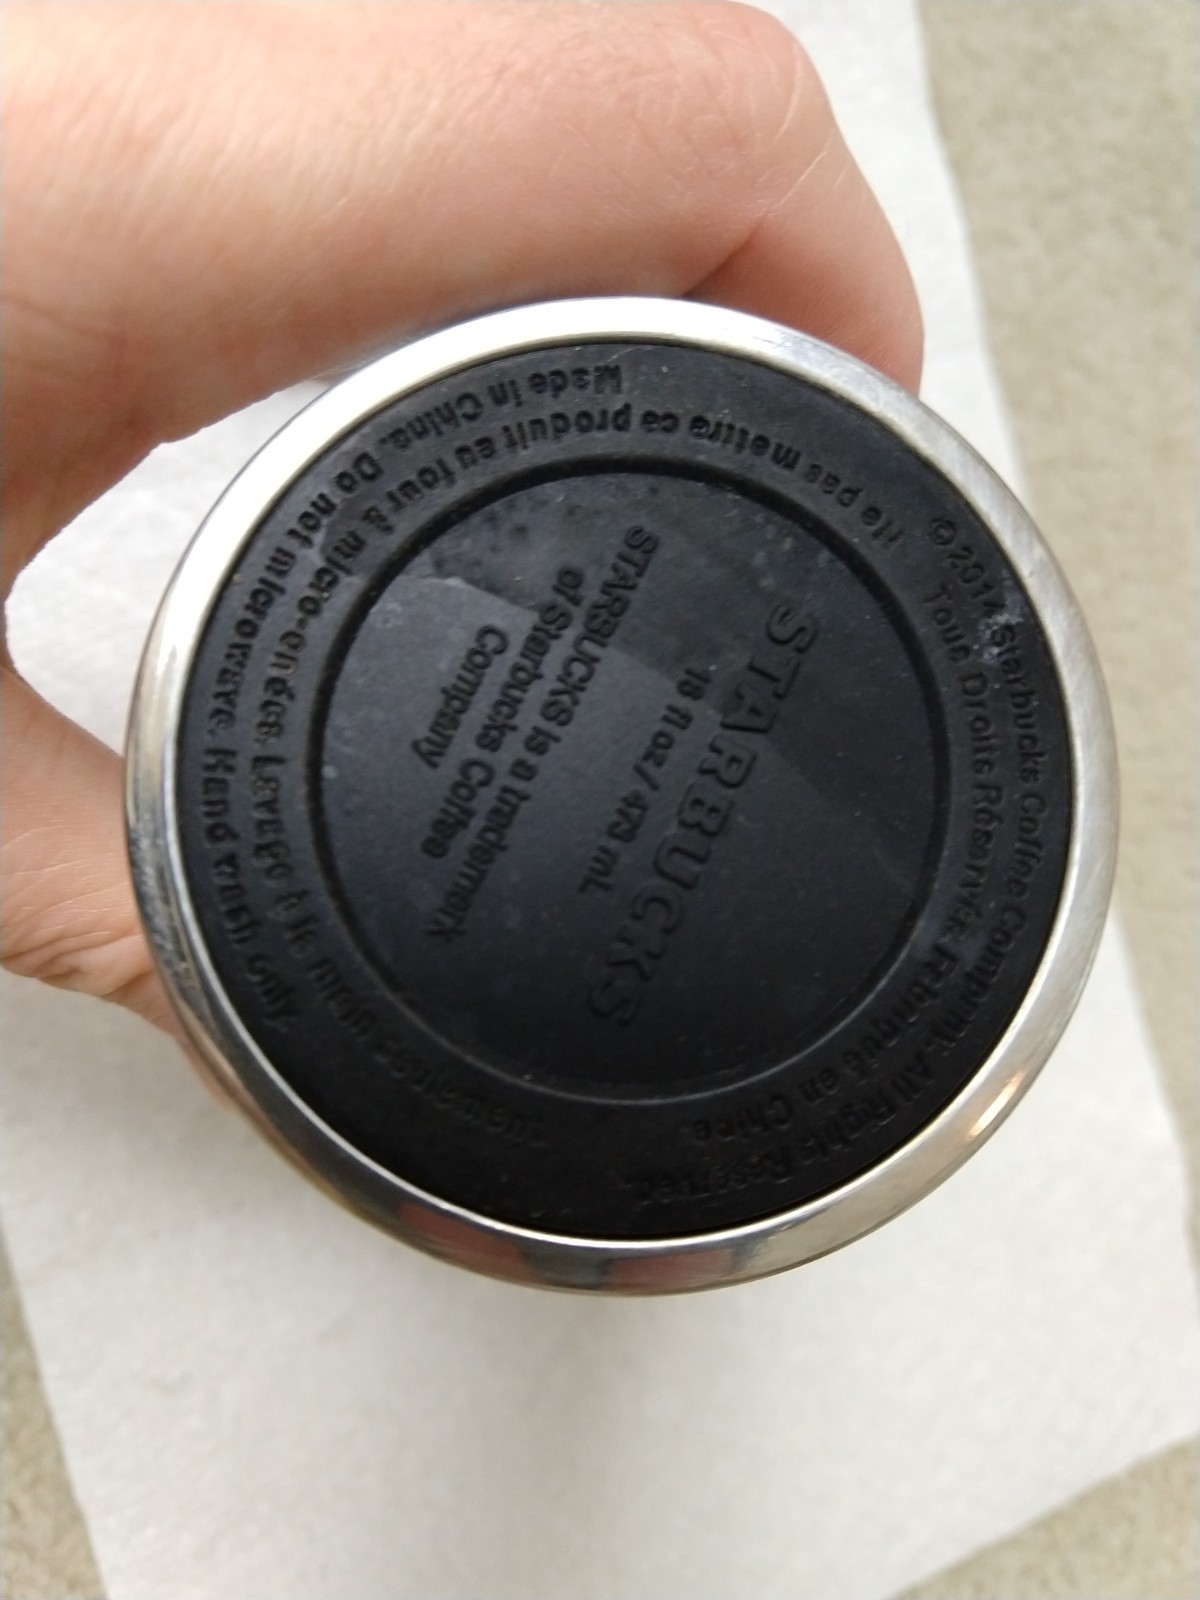 STARBUCKS
16 fl oz / 473 mL
STARBUCKS is a trademark
of Starbucks Coffee
Company
© 2014 Starbucks Coffee Company. All Rights Reserved.
Made in China. Do not microwave. Hand wash only.
Tous Droits Réservés. Fabriqué en Chine
Ne pas mettre ce produit au four à micro-ondes. Lavage à la main